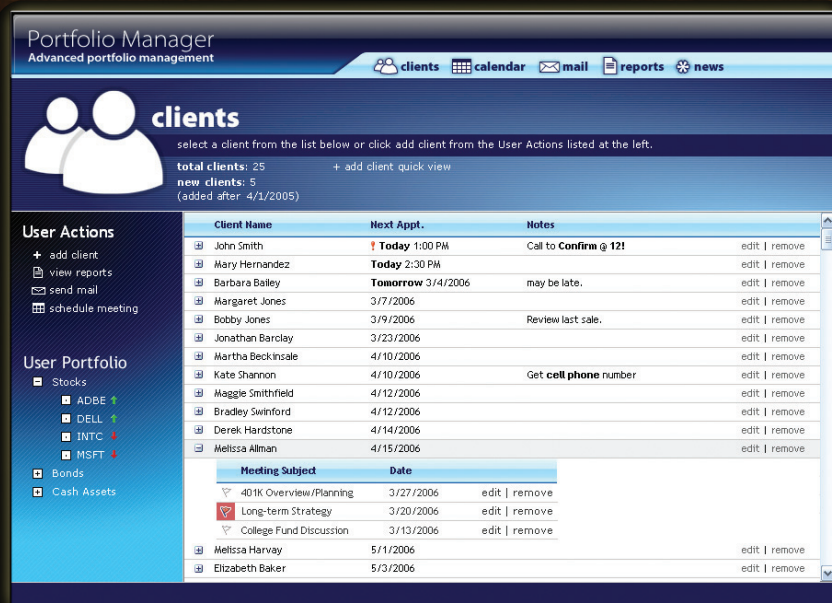 Portfolio Manager
Advanced portfolio management
clients calendar mail reports news
clients
select a client from the list below or click add client from the User Actions listed at the left.
total clients: 25 + add client quick view
new clients: 5
(added after 4/1/2005)
User Actions
+ add client
view reports
send mail
schedule meeting
User Portfolio
Stocks
ADBE
DELL
INTC
MSFT
Bonds
Cash Assets
Client Name Next Appt. Notes
John Smith ! Today 1:00 PM Call to Confirm @ 12! edit | remove
Mary Hernandez Today 2:30 PM edit | remove
Barbara Bailey Tomorrow 3/4/2006 may be late. edit | remove
Margaret Jones 3/7/2006 edit | remove
Bobby Jones 3/9/2006 Review last sale. edit | remove
Jonathan Barclay 3/23/2006 edit | remove
Martha Beckinsale 4/10/2006 edit | remove
Kate Shannon 4/10/2006 Get cell phone number edit | remove
Maggie Smithfield 4/12/2006 edit | remove
Bradley Swinford 4/12/2006 edit | remove
Derek Hardstone 4/14/2006 edit | remove
Melissa Allman 4/15/2006 edit | remove
Meeting Subject Date
401K Overview/Planning 3/27/2006 edit | remove
Long-term Strategy 3/20/2006 edit | remove
College Fund Discussion 3/13/2006 edit | remove
Melissa Harvay 5/1/2006 edit | remove
Elizabeth Baker 5/3/2006 edit | remove